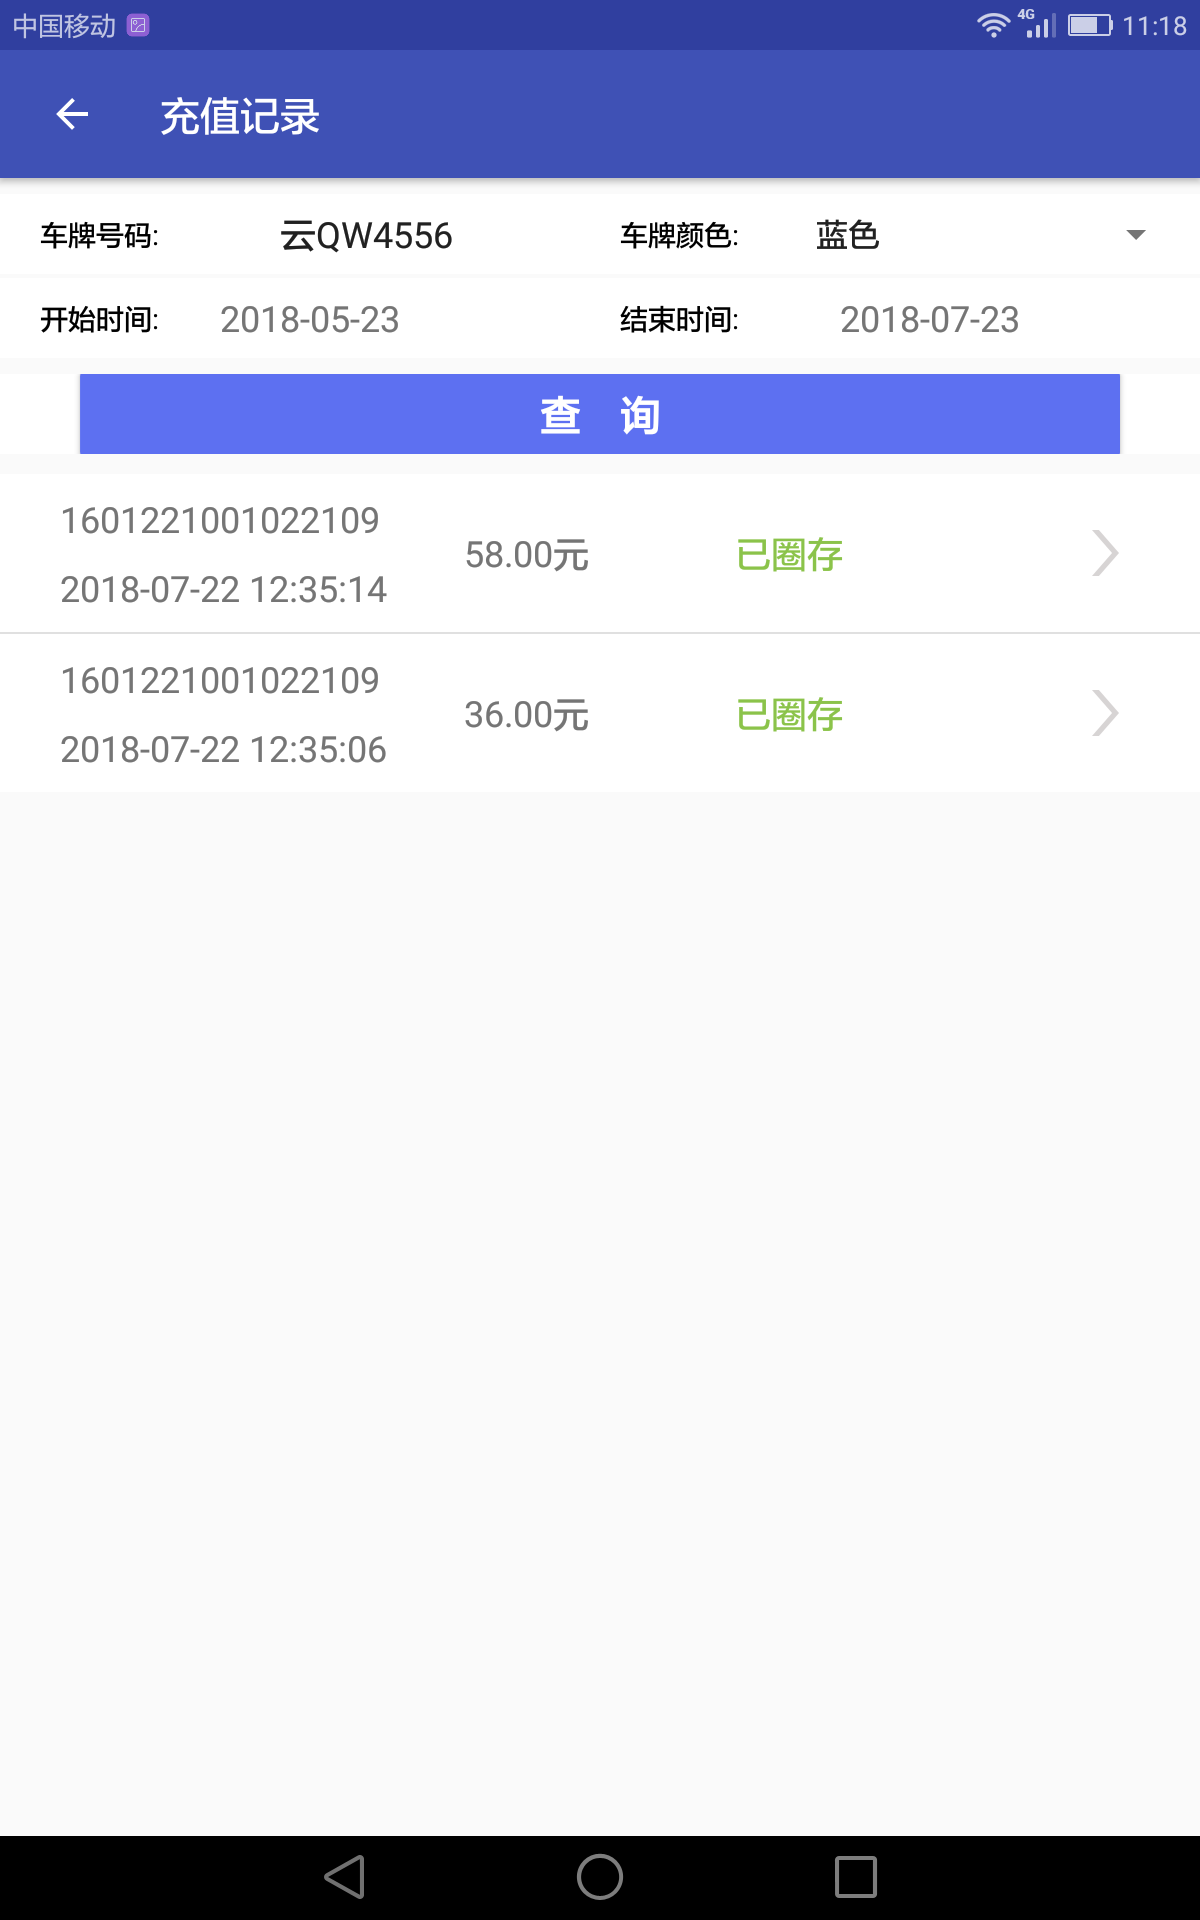 中国移动 4G 11:18
充值记录
车牌号码: 云QW4556 车牌颜色: 蓝色
开始时间: 2018-05-23 结束时间: 2018-07-23
查 询
1601221001022109
58.00元 已圈存
2018-07-22 12:35:14
1601221001022109
36.00元 已圈存
2018-07-22 12:35:06